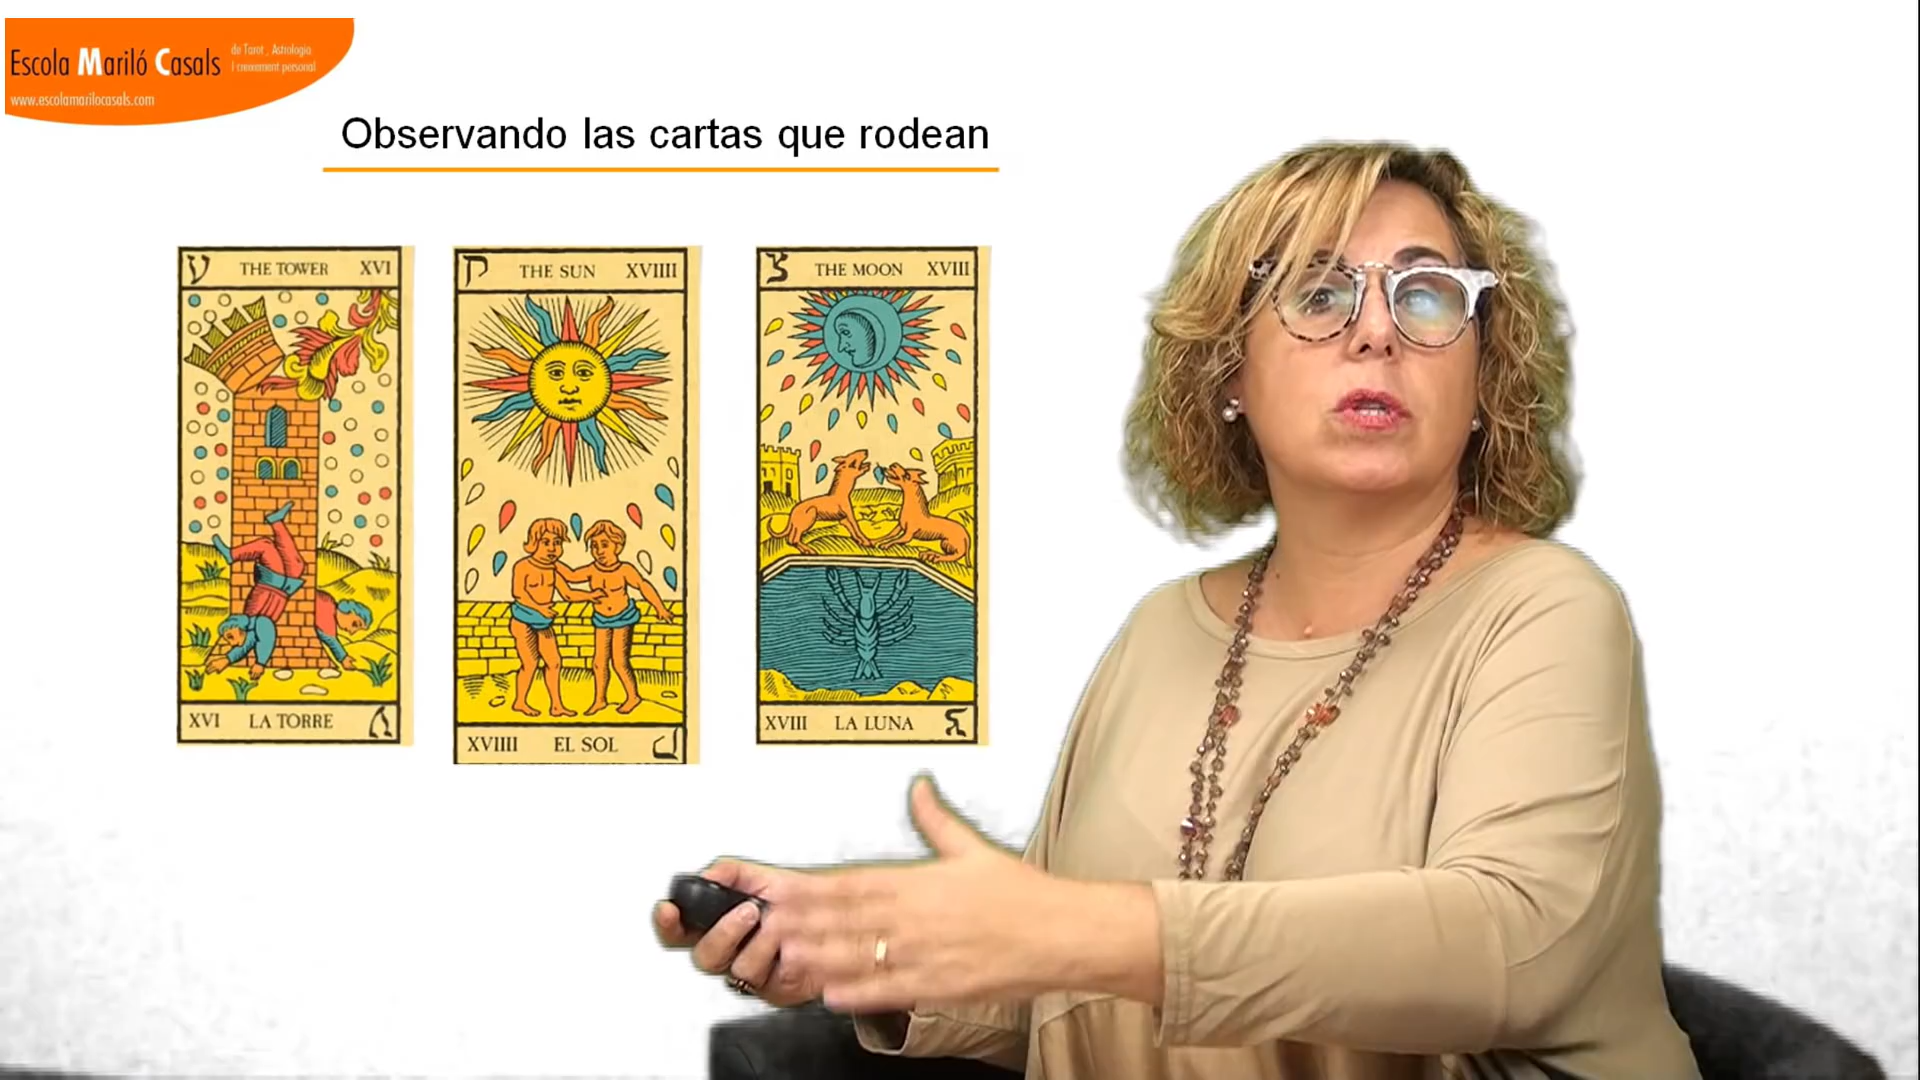 Escola Mariló Casals
de Tarot, Astrologia
i creixement personal
www.escolamarilocasals.com
Observando las cartas que rodean
ע THE TOWER XVI
XVI LA TORRE
ק THE SUN XVIIII
XVIIII EL SOL
צ THE MOON XVIII
XVIII LA LUNA